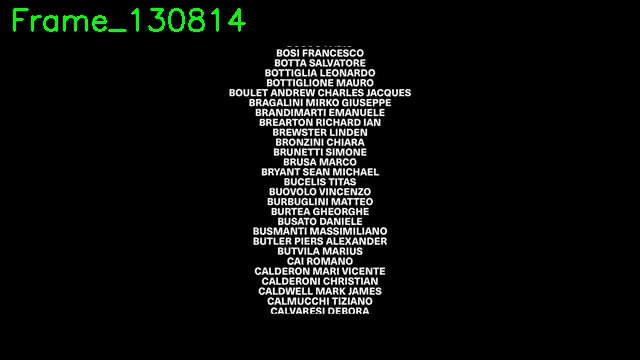 Frame_130814
BOSI FRANCESCO
BOTTA SALVATORE
BOTTIGLIA LEONARDO
BOTTIGLIONE MAURO
BOULET ANDREW CHARLES JACQUES
BRAGALINI MIRKO GIUSEPPE
BRANDIMARTI EMANUELE
BREARTON RICHARD IAN
BREWSTER LINDEN
BRONZINI CHIARA
BRUNETTI SIMONE
BRUSA MARCO
BRYANT SEAN MICHAEL
BUCELIS TITAS
BUOVOLO VINCENZO
BURBUGLINI MATTEO
BURTEA GHEORGHE
BUSATO DANIELE
BUSMANTI MASSIMILIANO
BUTLER PIERS ALEXANDER
BUTVILA MARIUS
CAI ROMANO
CALDERON MARI VICENTE
CALDERONI CHRISTIAN
CALDWELL MARK JAMES
CALMUCCHI TIZIANO
CALVARESI DEBORA